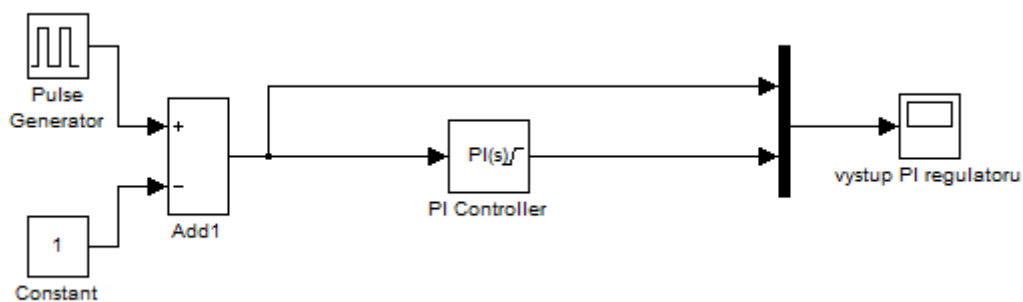 Pulse
Generator
+
−
Add1
1
Constant
PI(s)
PI Controller
vystup PI regulatoru